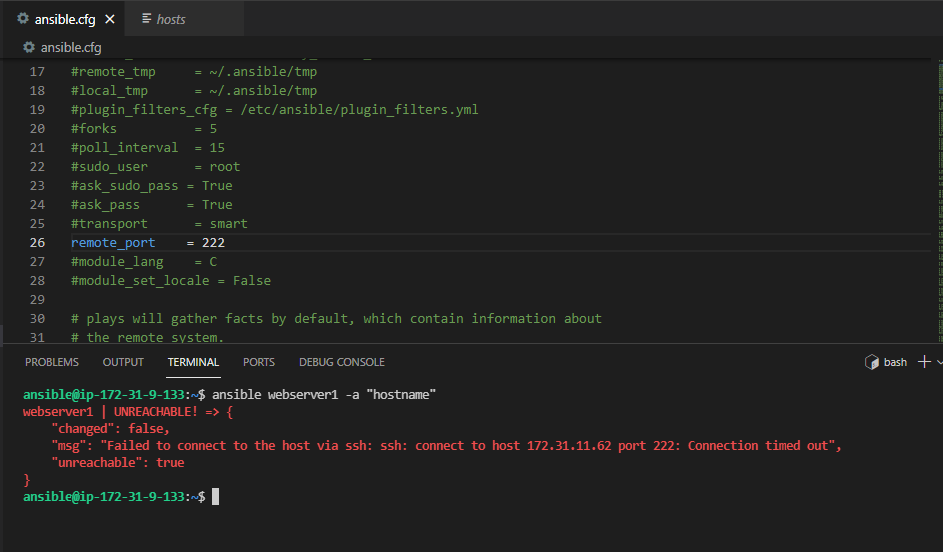 ansible.cfg
hosts
ansible.cfg
17 #remote_tmp     = ~/.ansible/tmp
18 #local_tmp      = ~/.ansible/tmp
19 #plugin_filters_cfg = /etc/ansible/plugin_filters.yml
20 #forks          = 5
21 #poll_interval  = 15
22 #sudo_user      = root
23 #ask_sudo_pass = True
24 #ask_pass      = True
25 #transport      = smart
26 remote_port    = 222
27 #module_lang    = C
28 #module_set_locale = False
29
30 # plays will gather facts by default, which contain information about
31 # the remote system.
PROBLEMS OUTPUT TERMINAL PORTS DEBUG CONSOLE bash
ansible@ip-172-31-9-133:~$ ansible webserver1 -a "hostname"
webserver1 | UNREACHABLE! => {
    "changed": false,
    "msg": "Failed to connect to the host via ssh: ssh: connect to host 172.31.11.62 port 222: Connection timed out",
    "unreachable": true
}
ansible@ip-172-31-9-133:~$